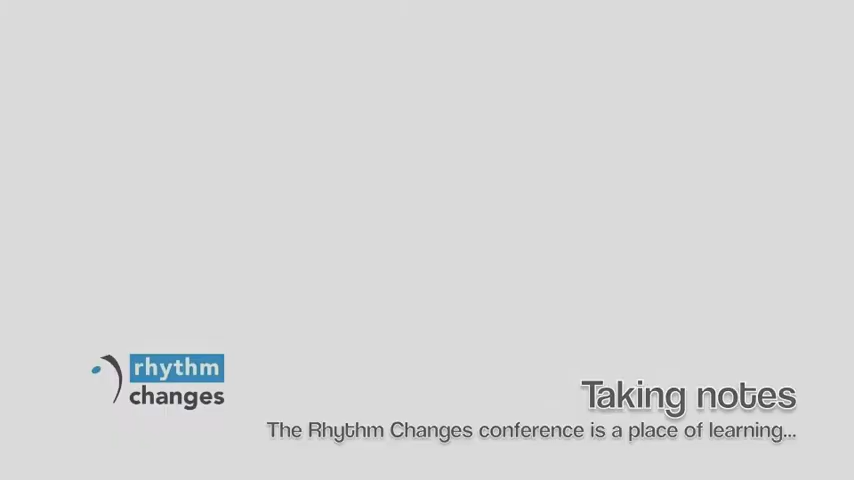 rhythm
changes
Taking notes
The Rhythm Changes conference is a place of learning...